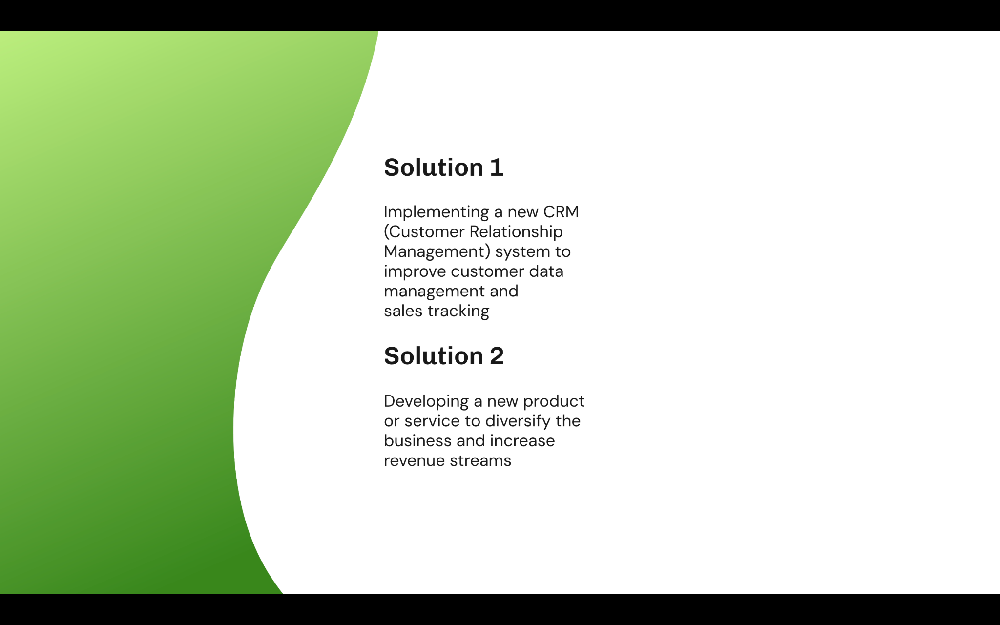 Solution 1
Implementing a new CRM
(Customer Relationship
Management) system to
improve customer data
management and
sales tracking
Solution 2
Developing a new product
or service to diversify the
business and increase
revenue streams